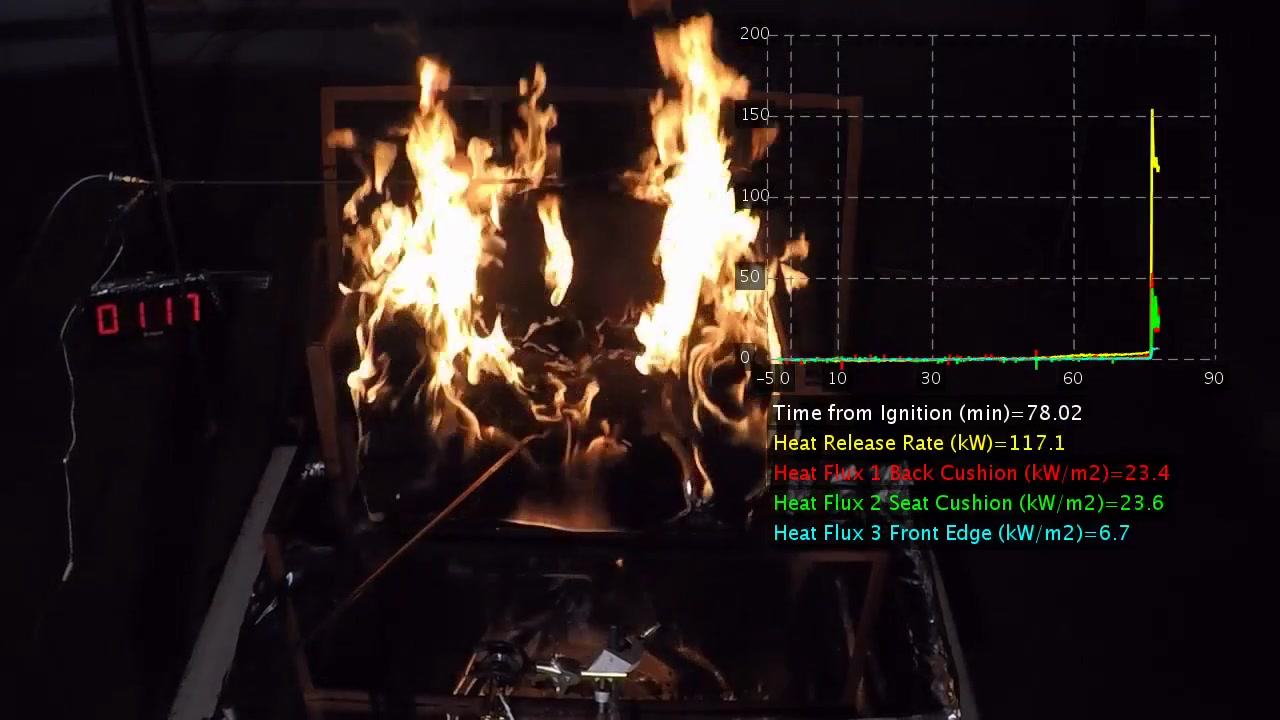 200
150
100
50
0
-5 0 10 30 60 90
0117
Time from Ignition (min)=78.02
Heat Release Rate (kW)=117.1
Heat Flux 1 Back Cushion (kW/m2)=23.4
Heat Flux 2 Seat Cushion (kW/m2)=23.6
Heat Flux 3 Front Edge (kW/m2)=6.7